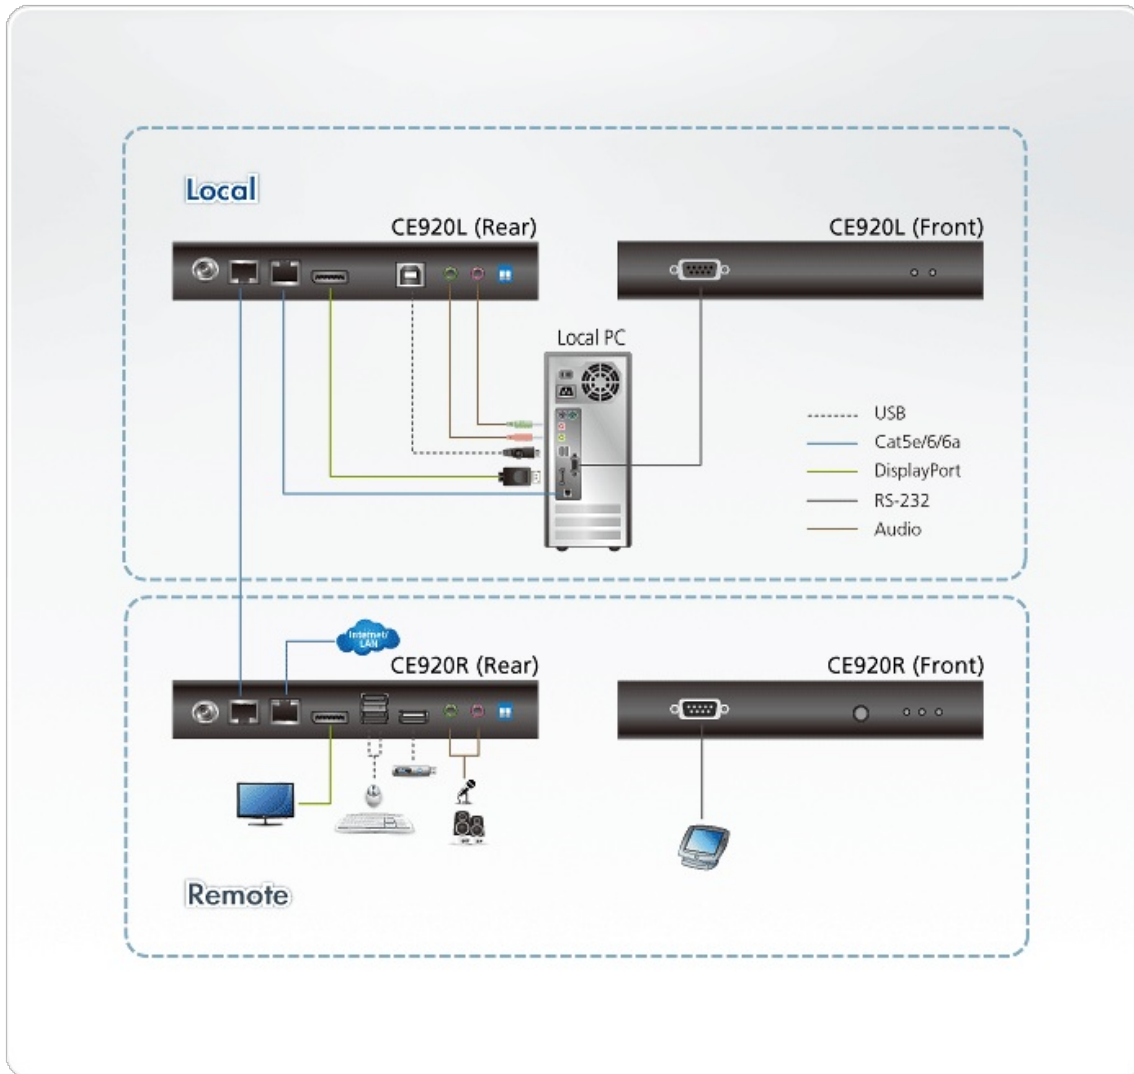 Local
CE920L (Rear)
CE920L (Front)
Local PC
USB
Cat5e/6/6a
DisplayPort
RS-232
Audio
Internet/
LAN
CE920R (Rear)
CE920R (Front)
Remote